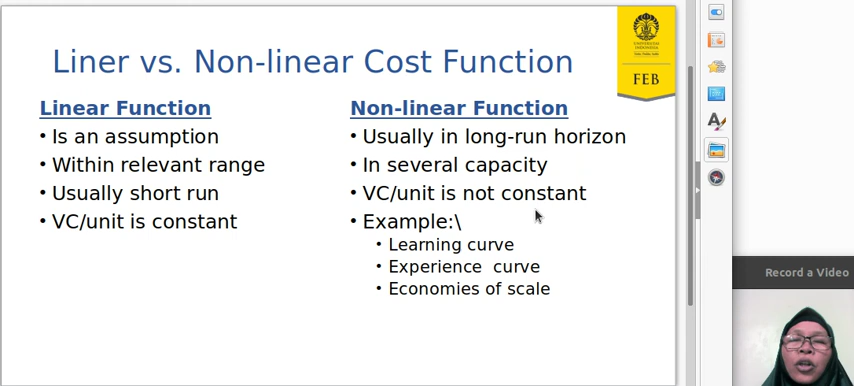 Liner vs. Non-linear Cost Function
UNIVERSITAS
INDONESIA
FEB
Linear Function
• Is an assumption
• Within relevant range
• Usually short run
• VC/unit is constant
Non-linear Function
• Usually in long-run horizon
• In several capacity
• VC/unit is not constant
• Example:\
• Learning curve
• Experience  curve
• Economies of scale
Record a Video